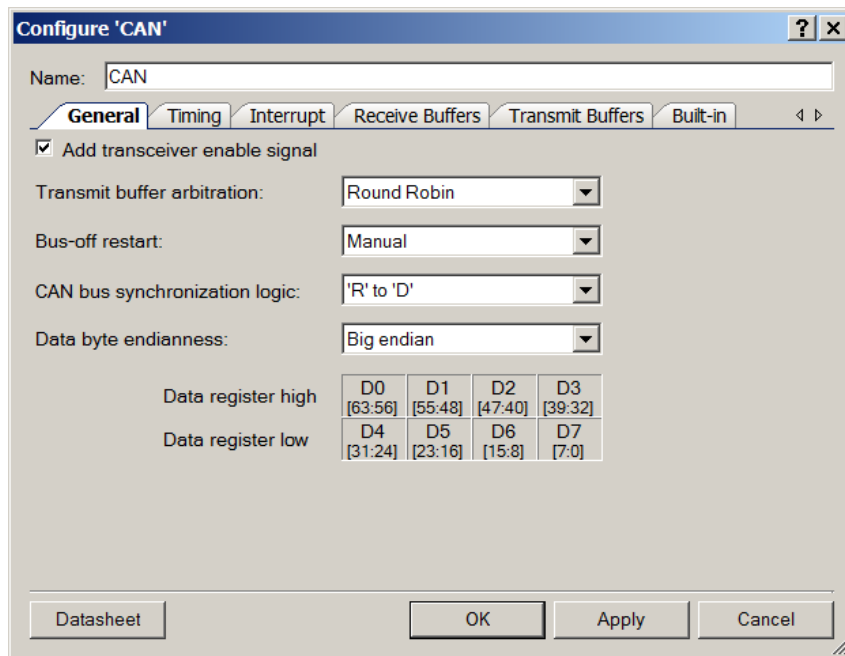 Configure 'CAN'
Name: CAN
General Timing Interrupt Receive Buffers Transmit Buffers Built-in
Add transceiver enable signal
Transmit buffer arbitration: Round Robin
Bus-off restart: Manual
CAN bus synchronization logic: 'R' to 'D'
Data byte endianness: Big endian
Data register high D0 D1 D2 D3
[63:56] [55:48] [47:40] [39:32]
Data register low D4 D5 D6 D7
[31:24] [23:16] [15:8] [7:0]
Datasheet OK Apply Cancel